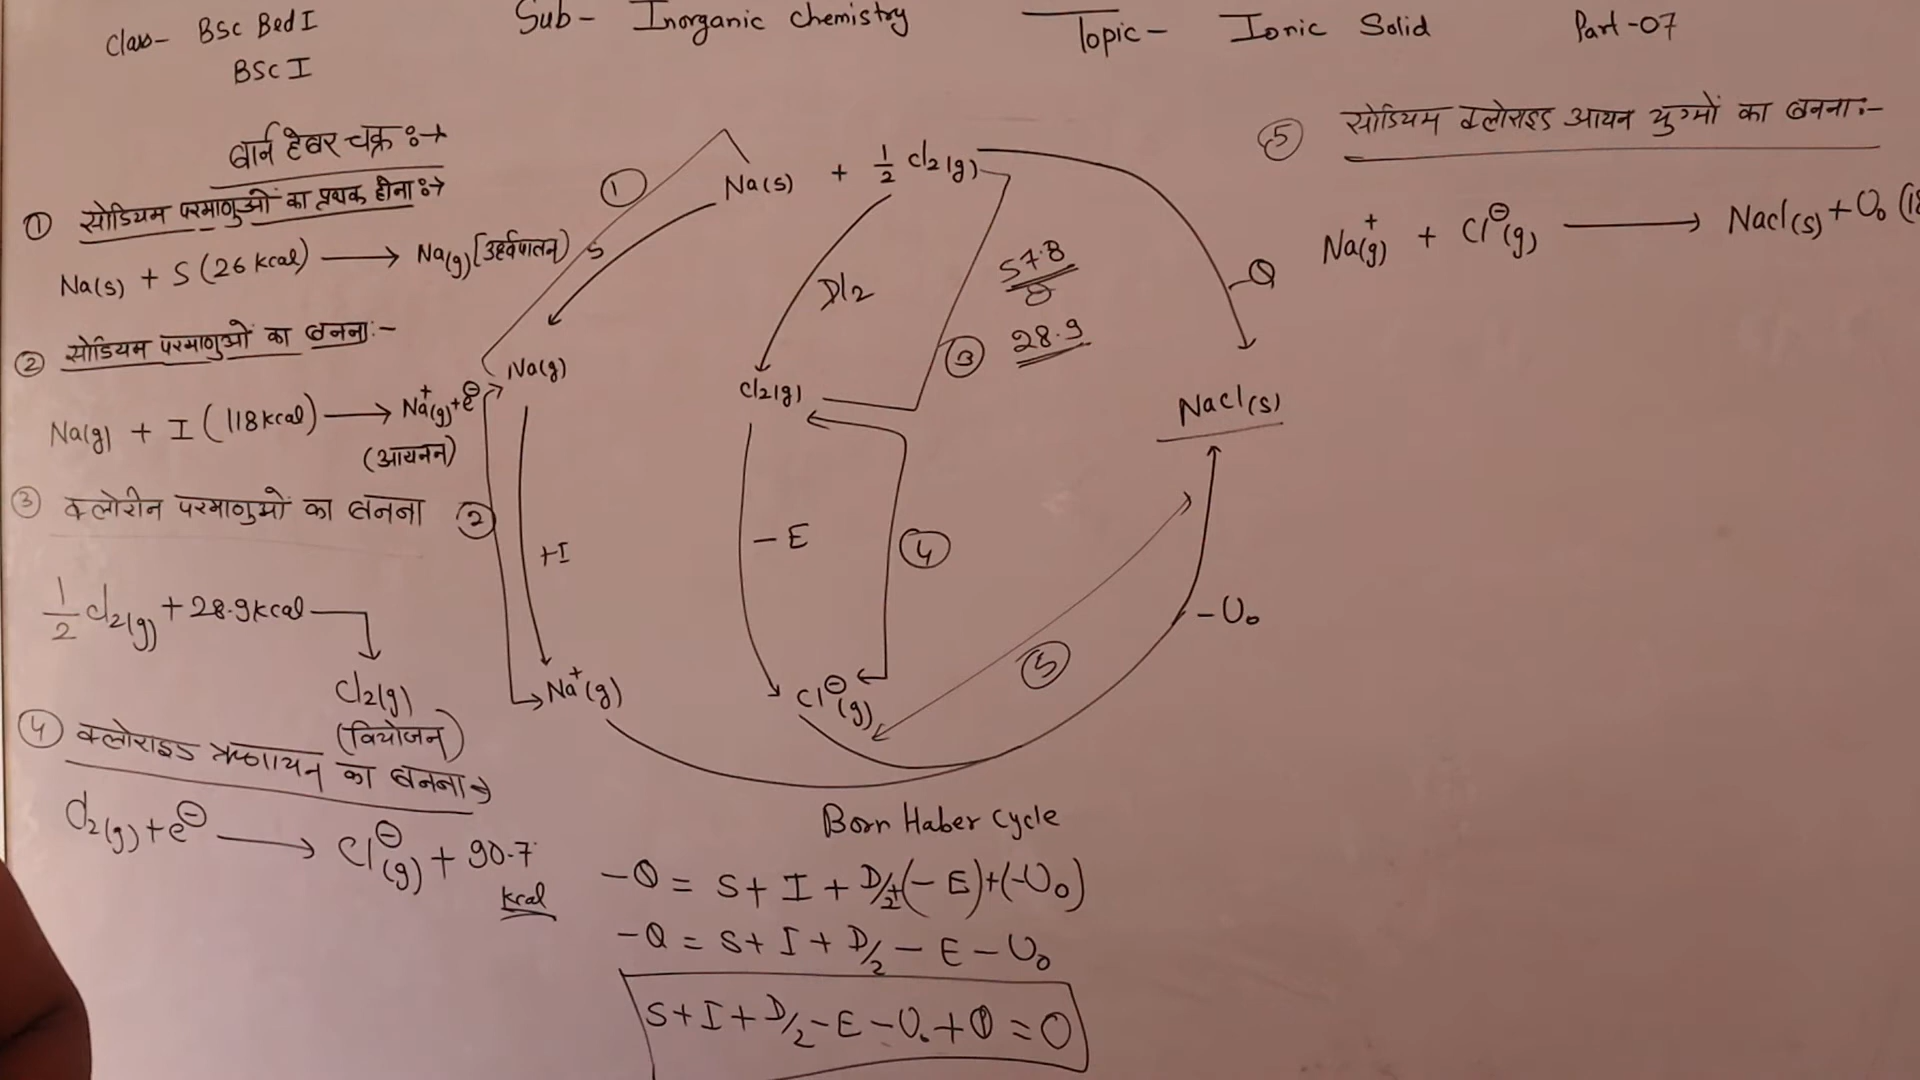 Class- BSc Bed I
BSc I
Sub- Inorganic Chemistry
Topic- Ionic Solid
Part-07
बार्न हेबर चक्र :→
① सोडियम परमाणुओं का प्रथक होना :→
Na(s) + S (26 kcal) → Na(g) [उर्ध्वपातन]
② सोडियम परमाणुओं का बनना :-
Na(g) + I (118 kcal) → Na⁺(g) + e⊖
(आयनन)
③ क्लोरीन परमाणुओं का बनना
1/2 Cl2(g) + 28.9 kcal →
Cl2(g)
(वियोजन)
④ क्लोराइड ऋणायन का बनना →
Cl2(g) + e⊖ → Cl⊖(g) + 90.7
kcal
① Na(s) + 1/2 Cl2(g)
S
D/2
57.8
28.9
③
Q
Na(g)
Cl2(g)
NaCl(s)
②
+I
-E
④
-U₀
⑤
Na⁺(g)
Cl⊖(g)
Born Haber Cycle
-Q = S + I + D/2 + (-E) + (-U₀)
-Q = S + I + D/2 - E - U₀
S + I + D/2 - E - U₀ + Q = 0
⑤ सोडियम क्लोराइड आयन युग्मों का बनना :-
Na⁺(g) + Cl⊖(g) → NaCl(s) + U₀